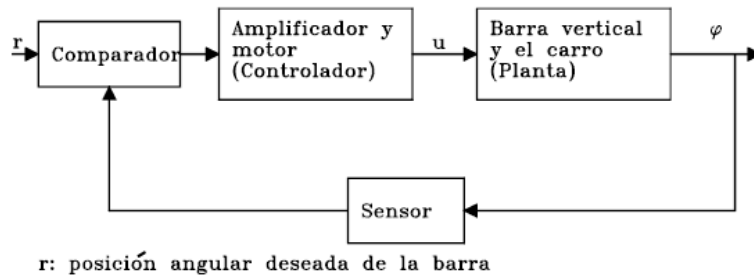 r
Comparador
Amplificador y
motor
(Controlador)
u
Barra vertical
y el carro
(Planta)
φ
Sensor
r: posición angular deseada de la barra